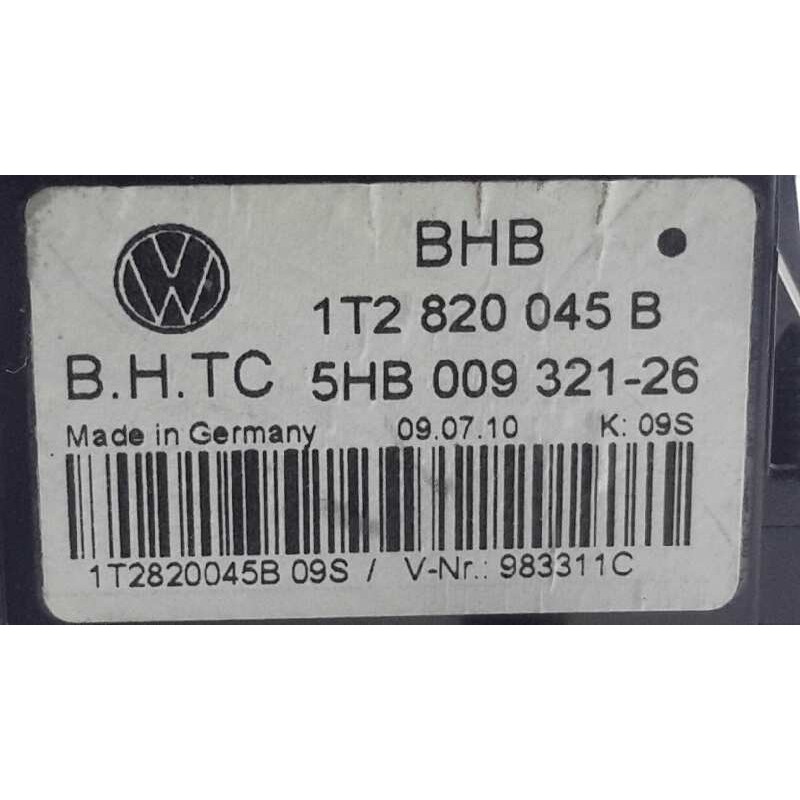 BHB
1T2 820 045 B
B.H.TC 5HB 009 321-26
Made in Germany 09.07.10 K: 09S
1T2820045B 09S / V-Nr.: 983311C